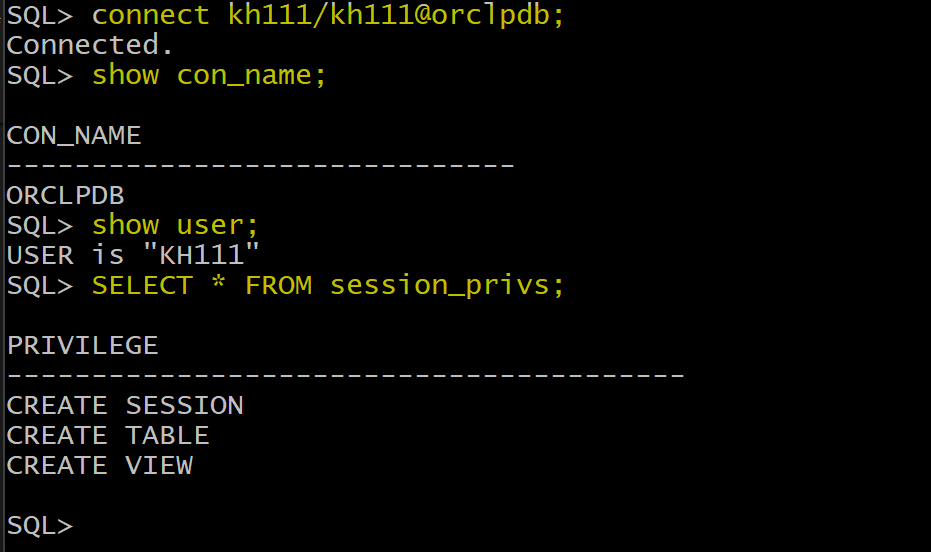 SQL> connect kh111/kh111@orclpdb;
Connected.
SQL> show con_name;
CON_NAME
------------------------------
ORCLPDB
SQL> show user;
USER is "KH111"
SQL> SELECT * FROM session_privs;
PRIVILEGE
----------------------------------------
CREATE SESSION
CREATE TABLE
CREATE VIEW
SQL>